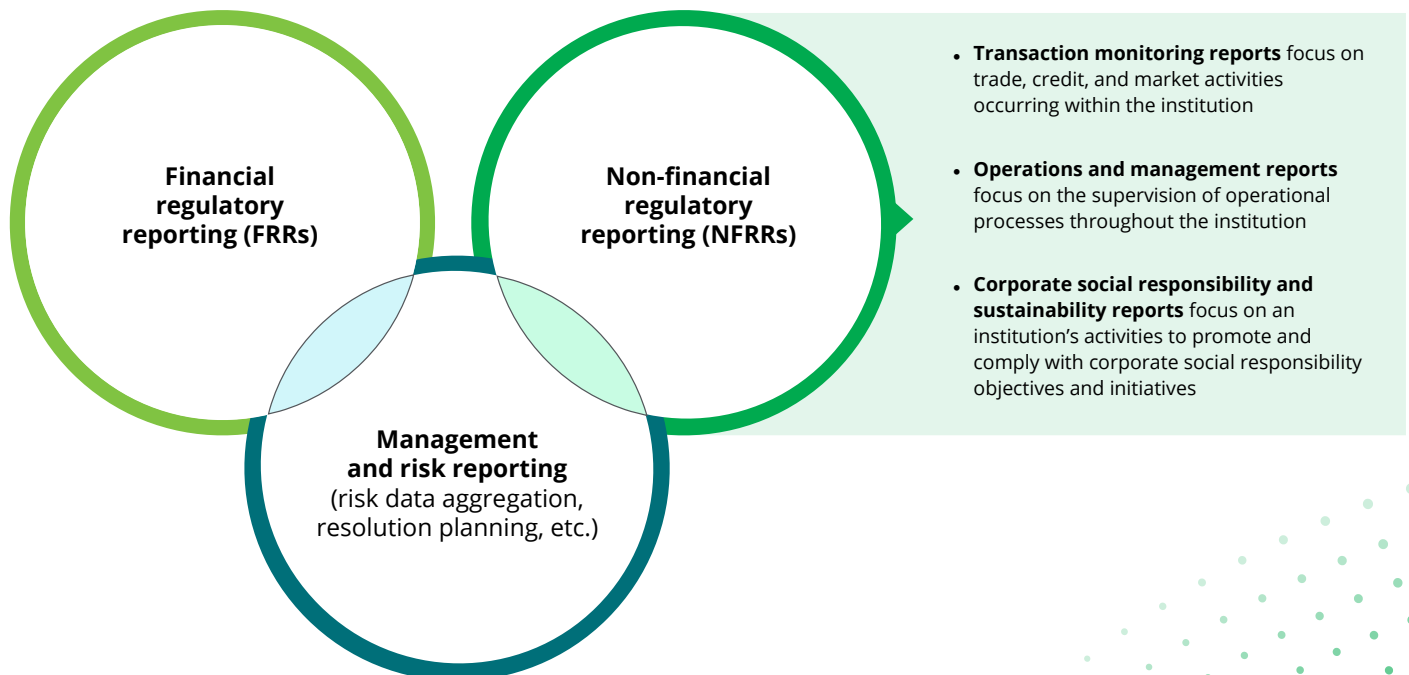 Financial
regulatory
reporting (FRRs)
Non-financial
regulatory
reporting (NFRRs)
Management
and risk reporting
(risk data aggregation,
resolution planning, etc.)
• Transaction monitoring reports focus on
trade, credit, and market activities
occurring within the institution
• Operations and management reports
focus on the supervision of operational
processes throughout the institution
• Corporate social responsibility and
sustainability reports focus on an
institution’s activities to promote and
comply with corporate social responsibility
objectives and initiatives